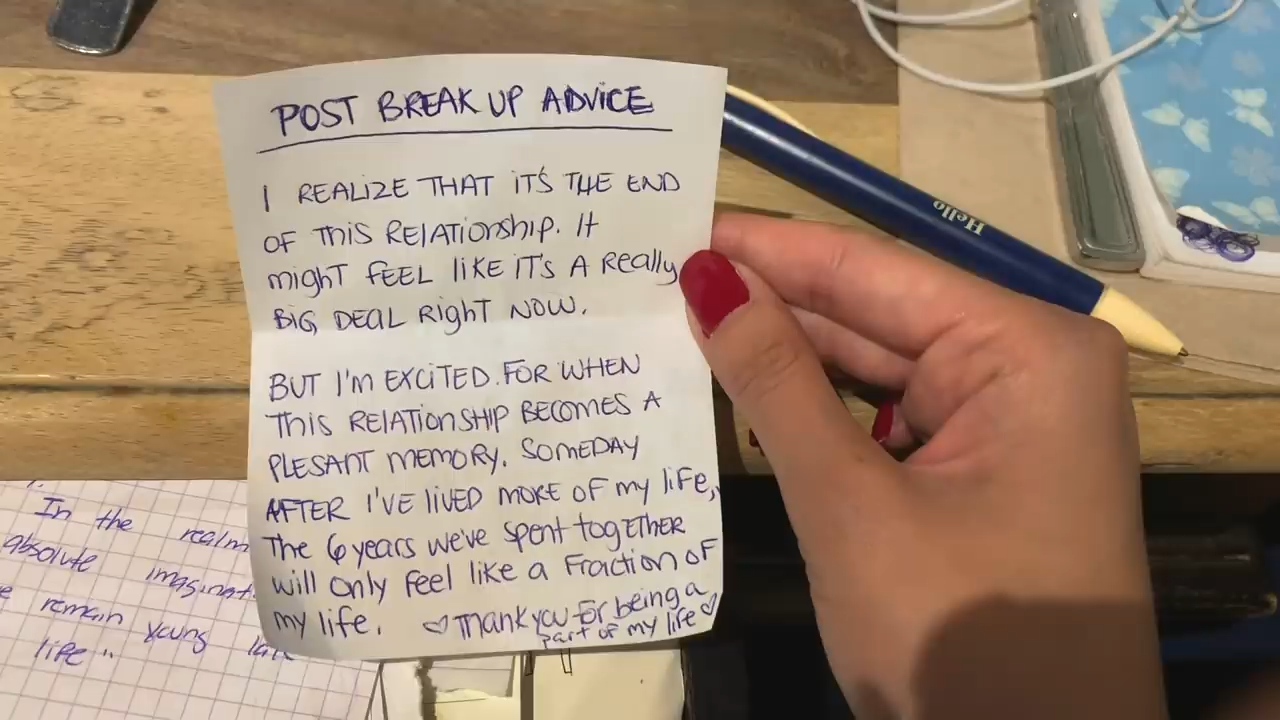 POST BREAK UP ADVICE
I REALIZE THAT IT'S THE END
OF THIS RELATIONSHIP. It
might FEEL LIKE IT'S A Really
BIG DEAL RIGHT NOW.
BUT I'M EXCITED. FOR WHEN
THIS RELATIONSHIP BECOMES A
PLESANT MEMORY. SOMEDAY
AFTER I'VE LIVED MORE OF my LIFE,
The 6 years we've spent togETHER
will only feel like a Fraction OF
my life. ♡ Thank you for being a
part of my life ♡
Hello
In the realm
absolute
remain young
life"